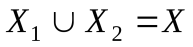 X₁ ∪ X₂ = X